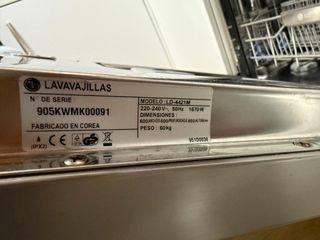 LG LAVAVAJILLAS
Nº DE SERIE :
905KWMK00091
FABRICADO EN COREA
(IPX2)
MODELO: LD-4421M
220-240V~, 50Hz 1670W
DIMENSIONES :
PESO : 60kg